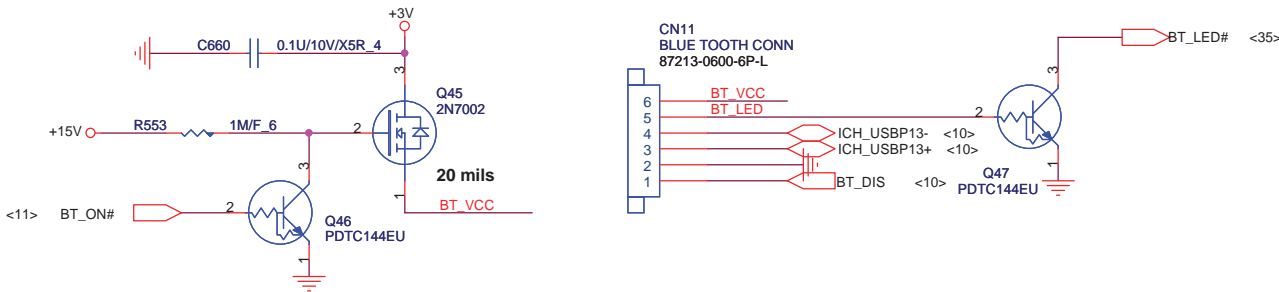 +3V
C660 0.1U/10V/X5R_4
3
Q45
2N7002
+15V R553 1M/F_6
2
20 mils
3
1
BT_VCC
<11> BT_ON# 2
Q46
PDTC144EU
1
CN11
BLUE TOOTH CONN
87213-0600-6P-L
6 BT_VCC
5 BT_LED
4 ICH_USBP13- <10>
3 ICH_USBP13+ <10>
2
1 BT_DIS <10>
BT_LED# <35>
3
2
1
Q47
PDTC144EU